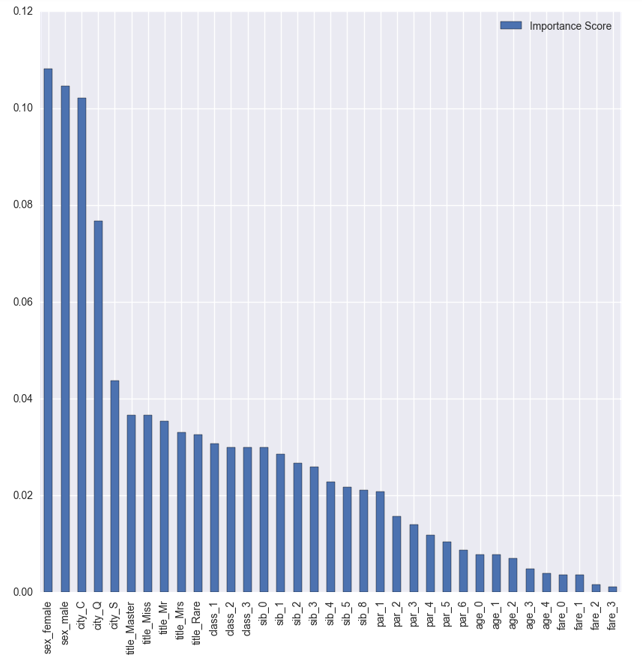 0.12
Importance Score
0.10
0.08
0.06
0.04
0.02
0.00
sex_female
sex_male
city_C
city_Q
city_S
title_Master
title_Miss
title_Mr
title_Mrs
title_Rare
class_1
class_2
class_3
sib_0
sib_1
sib_2
sib_3
sib_4
sib_5
sib_8
par_1
par_2
par_3
par_4
par_5
par_6
age_0
age_1
age_2
age_3
age_4
fare_0
fare_1
fare_2
fare_3